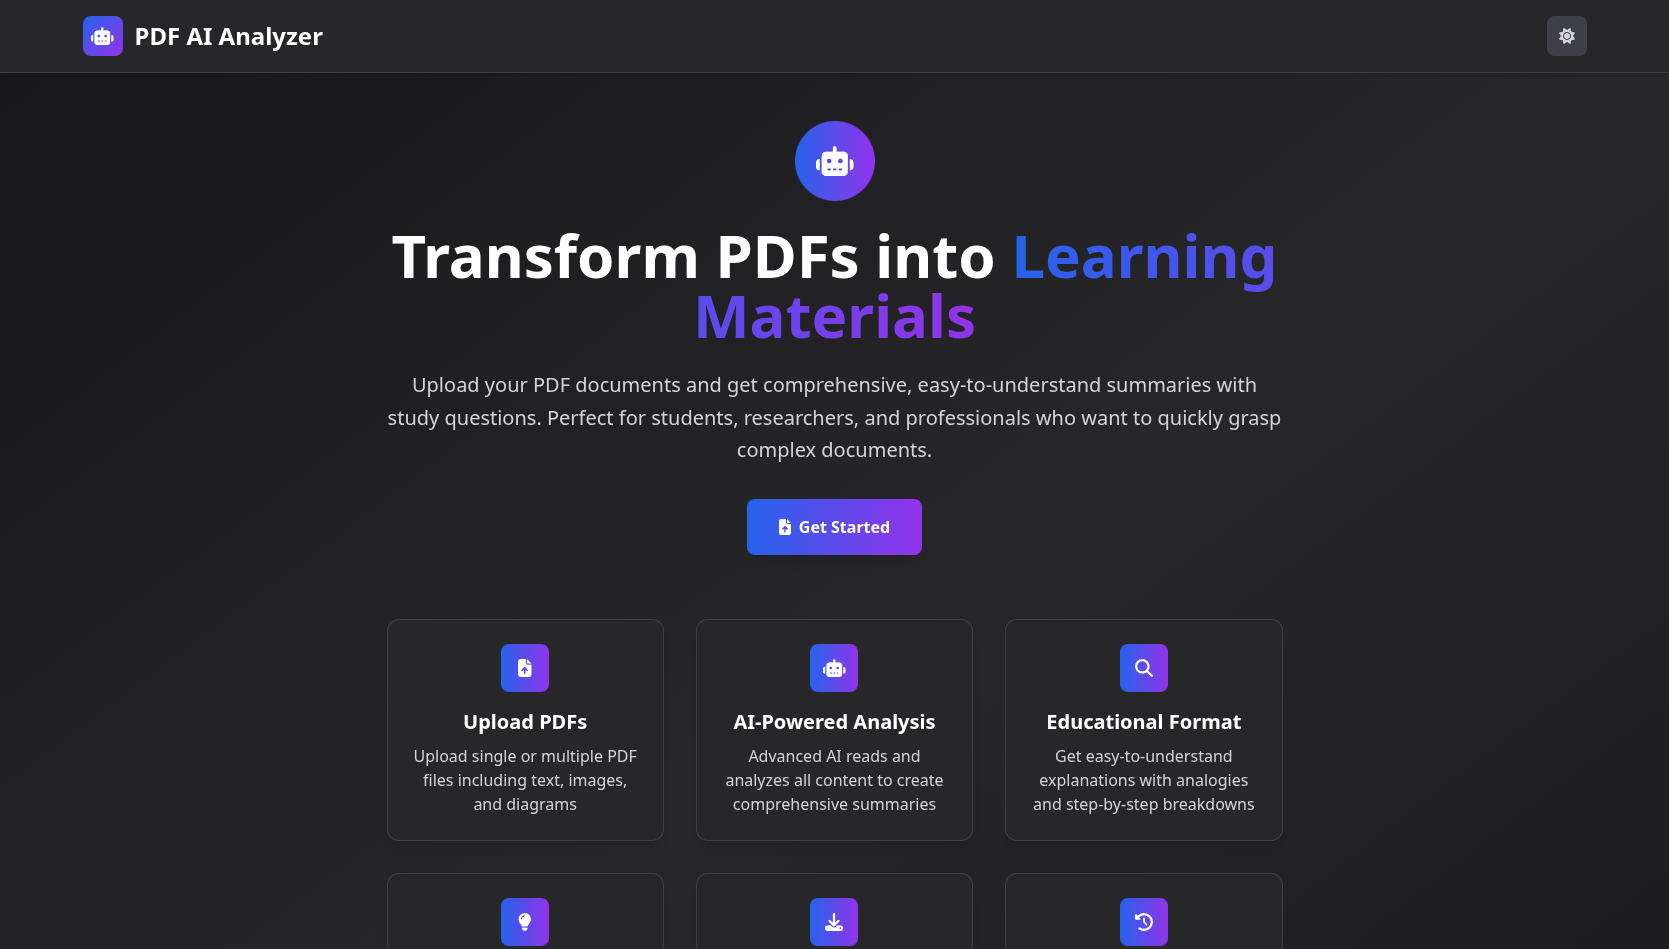 PDF AI Analyzer
Transform PDFs into Learning
Materials
Upload your PDF documents and get comprehensive, easy-to-understand summaries with
study questions. Perfect for students, researchers, and professionals who want to quickly grasp
complex documents.
Get Started
Upload PDFs
Upload single or multiple PDF
files including text, images,
and diagrams
AI-Powered Analysis
Advanced AI reads and
analyzes all content to create
comprehensive summaries
Educational Format
Get easy-to-understand
explanations with analogies
and step-by-step breakdowns